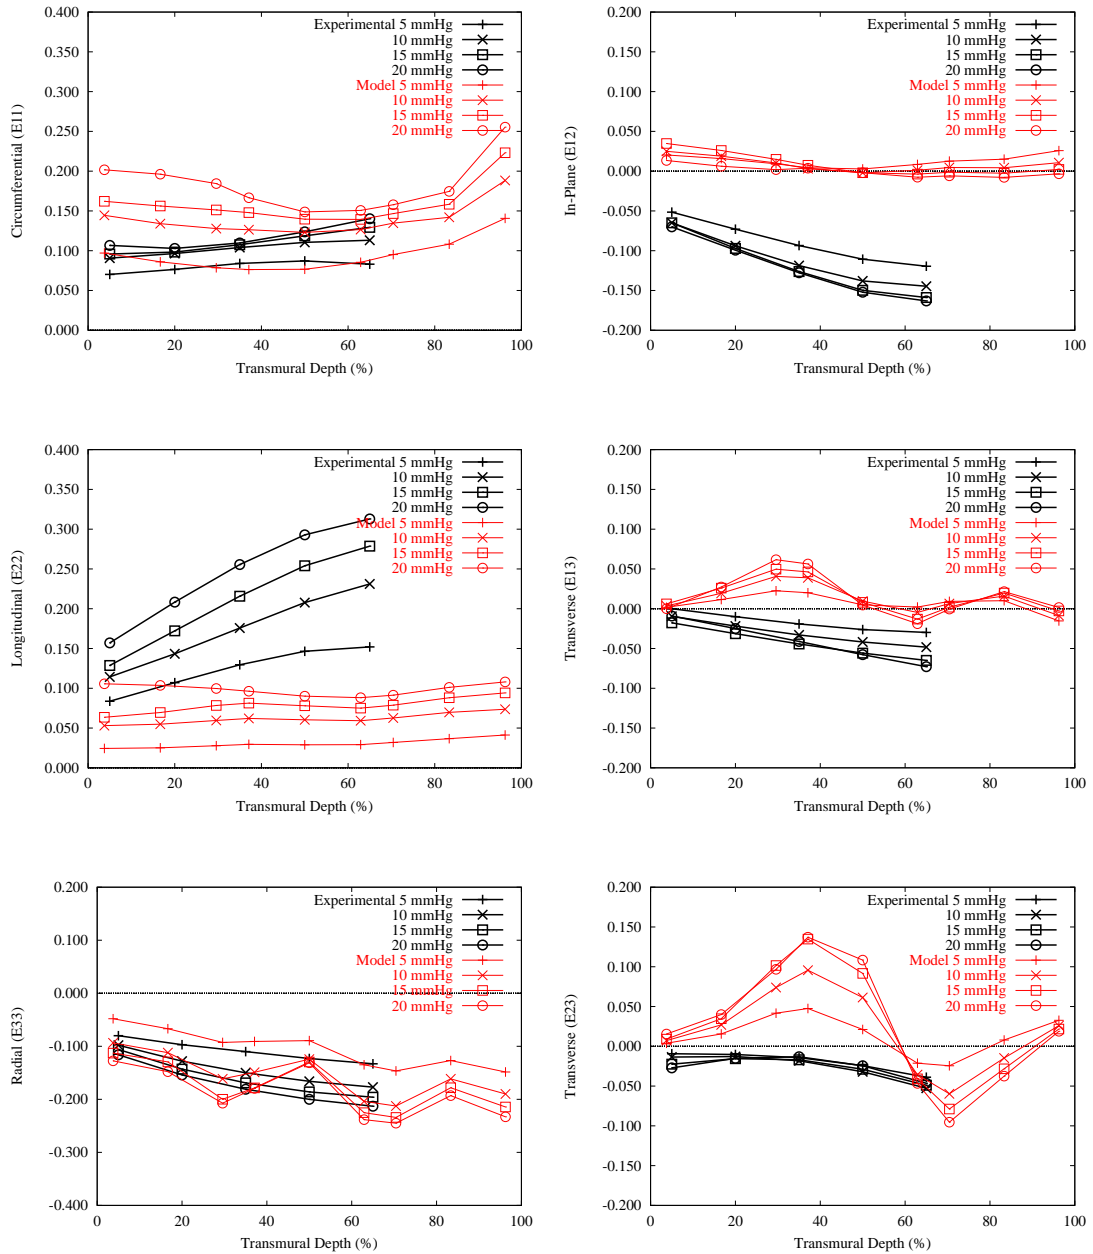 0.400
0.350
0.300
0.250
0.200
0.150
0.100
0.050
0.000
0 20 40 60 80 100
Circumferential (E11)
Transmural Depth (%)
Experimental 5 mmHg
10 mmHg
15 mmHg
20 mmHg
Model 5 mmHg
10 mmHg
15 mmHg
20 mmHg
0.200
0.150
0.100
0.050
0.000
-0.050
-0.100
-0.150
-0.200
0 20 40 60 80 100
In-Plane (E12)
Transmural Depth (%)
Experimental 5 mmHg
10 mmHg
15 mmHg
20 mmHg
Model 5 mmHg
10 mmHg
15 mmHg
20 mmHg
0.400
0.350
0.300
0.250
0.200
0.150
0.100
0.050
0.000
0 20 40 60 80 100
Longitudinal (E22)
Transmural Depth (%)
Experimental 5 mmHg
10 mmHg
15 mmHg
20 mmHg
Model 5 mmHg
10 mmHg
15 mmHg
20 mmHg
0.200
0.150
0.100
0.050
0.000
-0.050
-0.100
-0.150
-0.200
0 20 40 60 80 100
Transverse (E13)
Transmural Depth (%)
Experimental 5 mmHg
10 mmHg
15 mmHg
20 mmHg
Model 5 mmHg
10 mmHg
15 mmHg
20 mmHg
0.200
0.100
0.000
-0.100
-0.200
-0.300
-0.400
0 20 40 60 80 100
Radial (E33)
Transmural Depth (%)
Experimental 5 mmHg
10 mmHg
15 mmHg
20 mmHg
Model 5 mmHg
10 mmHg
15 mmHg
20 mmHg
0.200
0.150
0.100
0.050
0.000
-0.050
-0.100
-0.150
-0.200
0 20 40 60 80 100
Transverse (E23)
Transmural Depth (%)
Experimental 5 mmHg
10 mmHg
15 mmHg
20 mmHg
Model 5 mmHg
10 mmHg
15 mmHg
20 mmHg